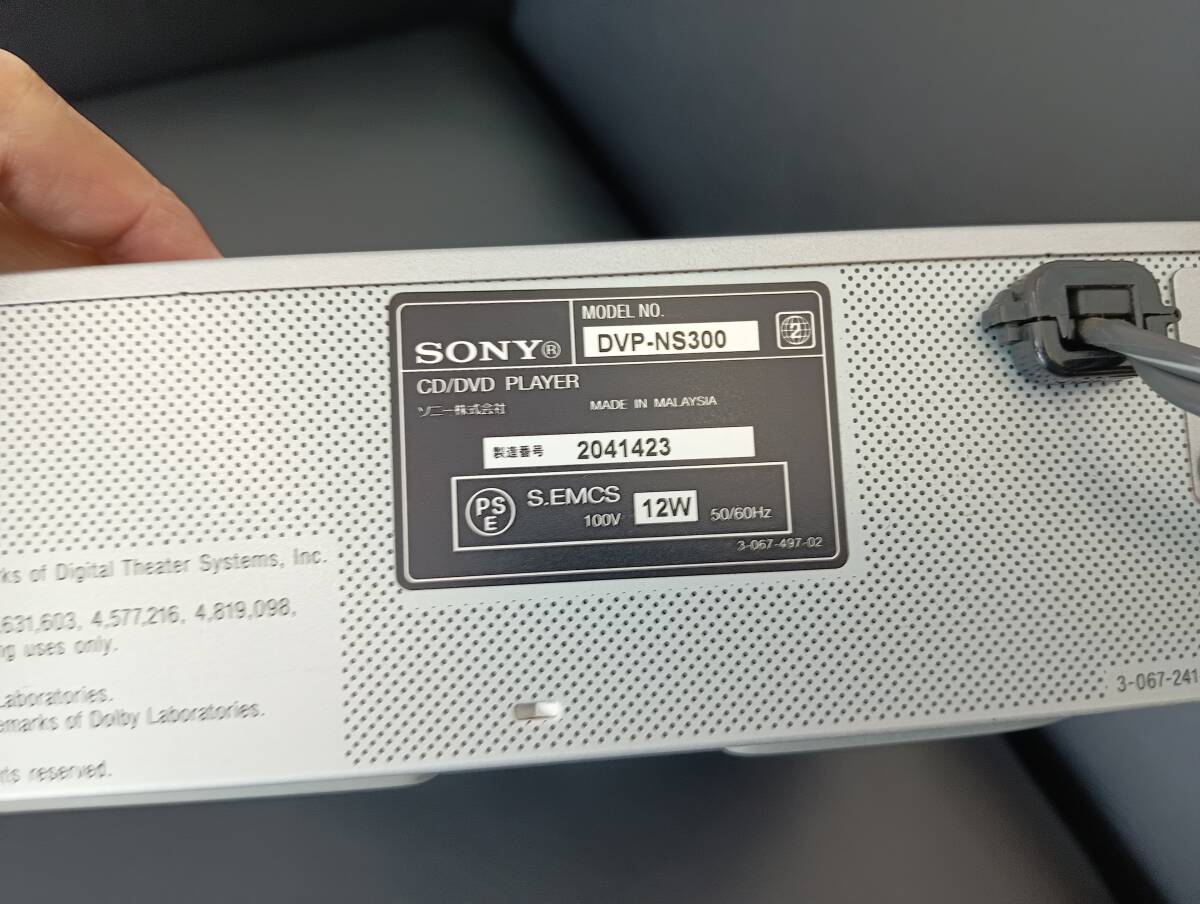 SONY®
MODEL NO.
DVP-NS300
2
CD/DVD PLAYER
ソニー株式会社
MADE IN MALAYSIA
製造番号 2041423
PS
E
S.EMCS
100V 12W 50/60Hz
3-067-497-02
ks of Digital Theater Systems, Inc.
,631,603, 4,577,216, 4,819,098,
ng uses only.
Laboratories.
emarks of Dolby Laboratories.
nts reserved.
3-067-241